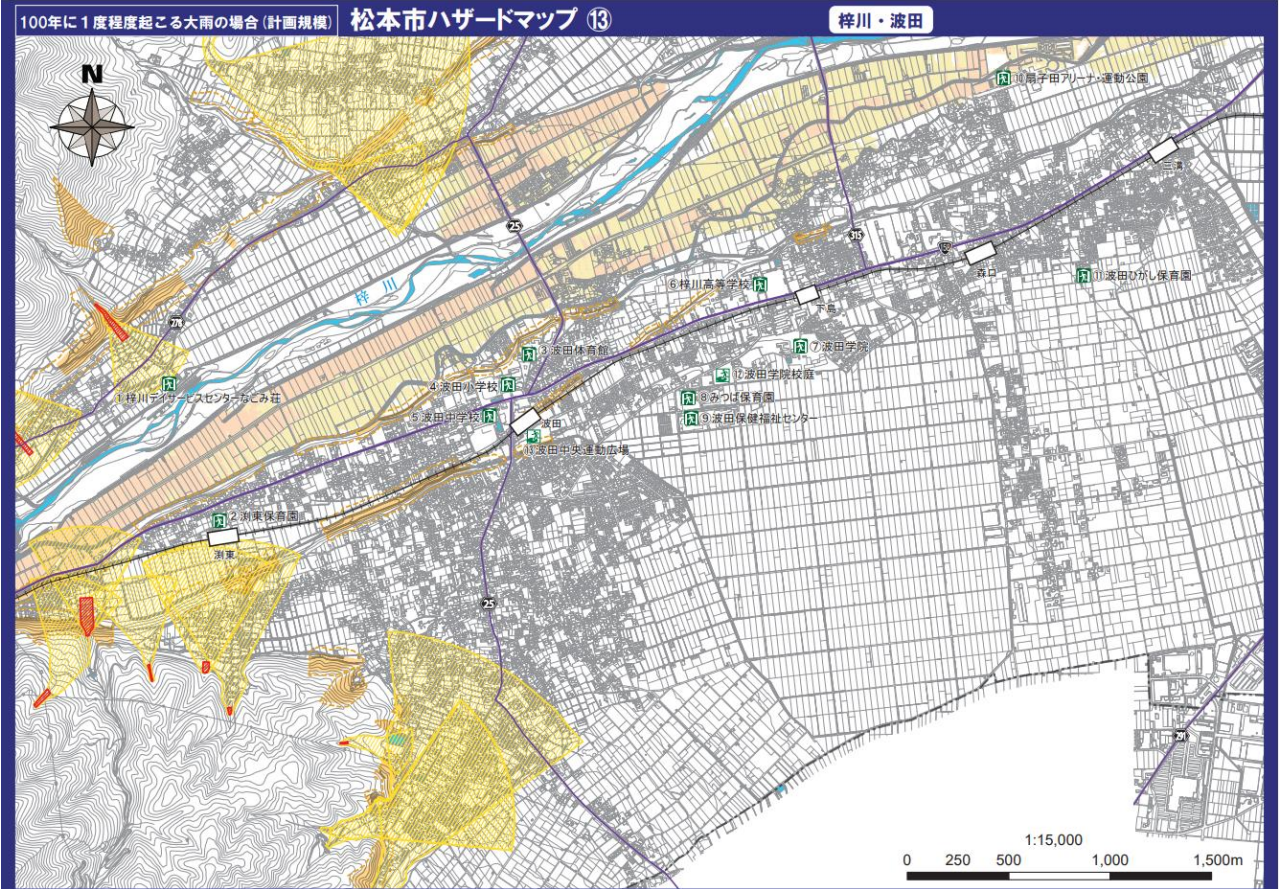 100年に1度程度起こる大雨の場合(計画規模)
松本市ハザードマップ ⑬
梓川・波田
N
⑩扇子田アリーナ・運動公園
三溝
25
315
158
森口
⑪波田ひがし保育園
⑥梓川高等学校
下島
梓川
278
③波田体育館
⑦波田学院
④波田小学校
⑫波田学院校庭
①梓川デイサービスセンターなごみ荘
⑧みつば保育園
⑤波田中学校
波田
⑨波田保健福祉センター
⑬波田中央運動広場
②渕東保育園
渕東
25
291
1:15,000
0 250 500 1,000 1,500m